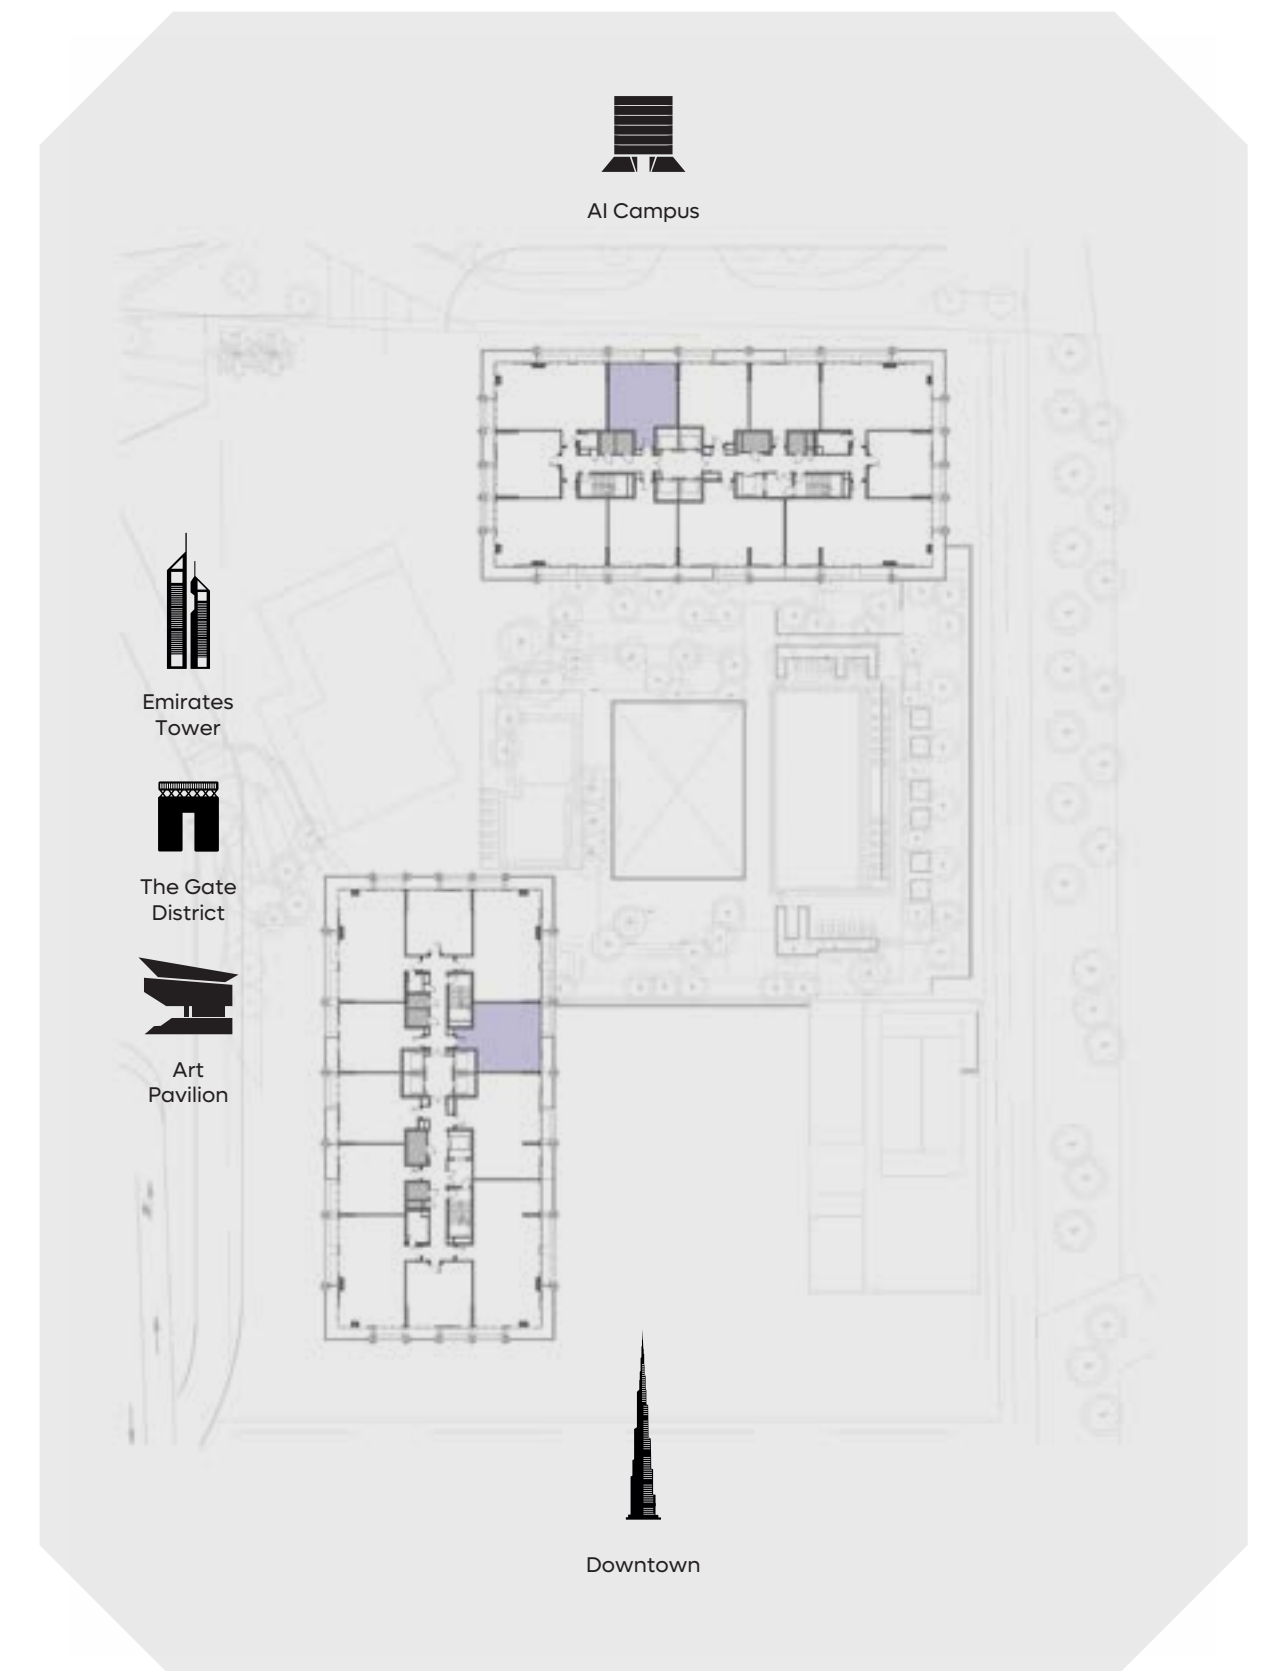 AI Campus
Emirates
Tower
The Gate
District
Art
Pavilion
Downtown